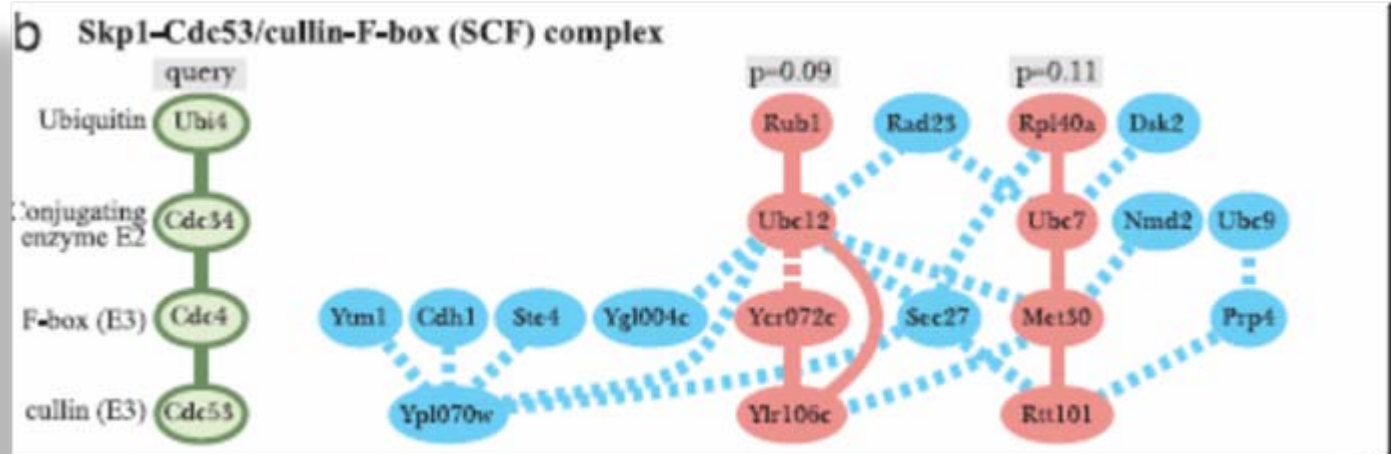 b Skp1-Cdc53/cullin-F-box (SCF) complex
query p=0.09 p=0.11
Ubiquitin Ubi4 Rub1 Rad23 Rpl40a Dsk2
Conjugating
enzyme E2 Cdc34 Ubc12 Ubc7 Nmd2 Ubc9
F-box (E3) Cdc4 Ytm1 Cdh1 Ste4 Ygl004c Ycr072c Sec27 Met30 Prp4
cullin (E3) Cdc53 Ypl070w Ylr106c Rtt101